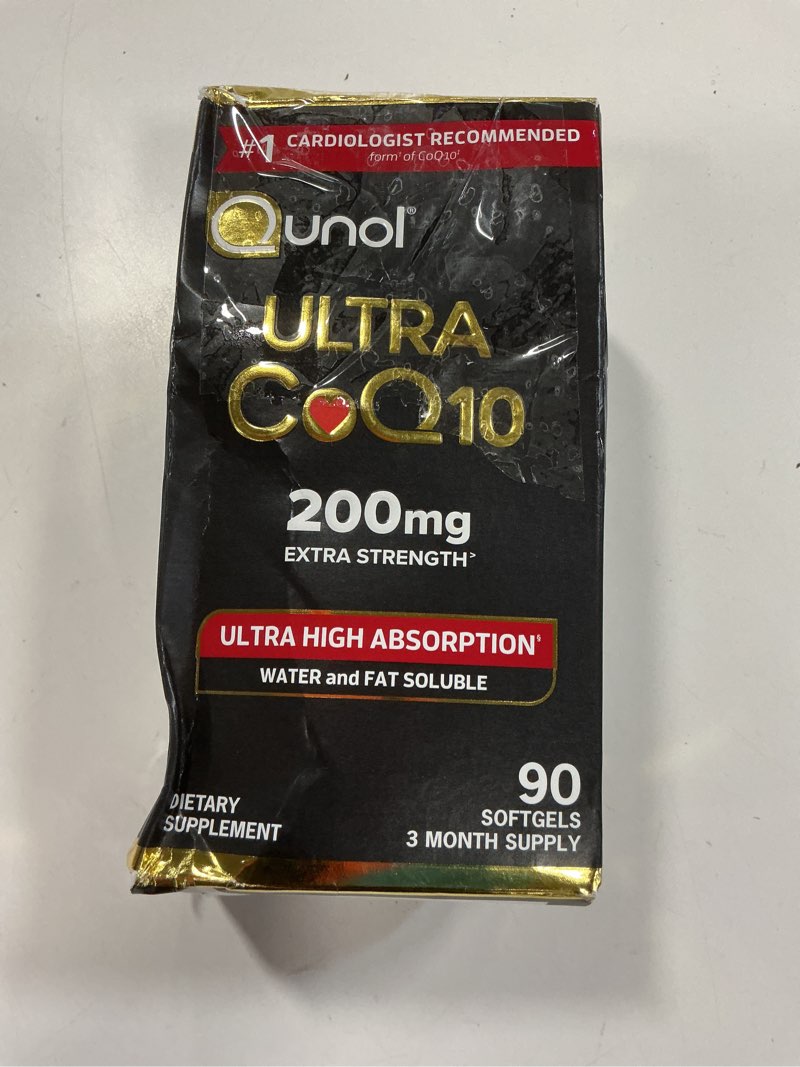 #1 CARDIOLOGIST RECOMMENDED
form† of CoQ10†
Qunol®
ULTRA
CoQ10
200mg
EXTRA STRENGTH>
ULTRA HIGH ABSORPTION§
WATER and FAT SOLUBLE
DIETARY
SUPPLEMENT
90
SOFTGELS
3 MONTH SUPPLY